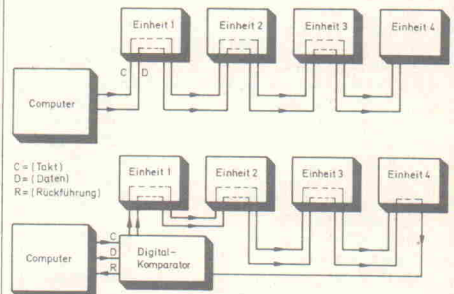 Einheit 1
Einheit 2
Einheit 3
Einheit 4
C
D
Computer
C = (Takt)
D = (Daten)
R = (Rückführung)
Einheit 1
Einheit 2
Einheit 3
Einheit 4
Computer
C
D
R
Digital-
Komparator